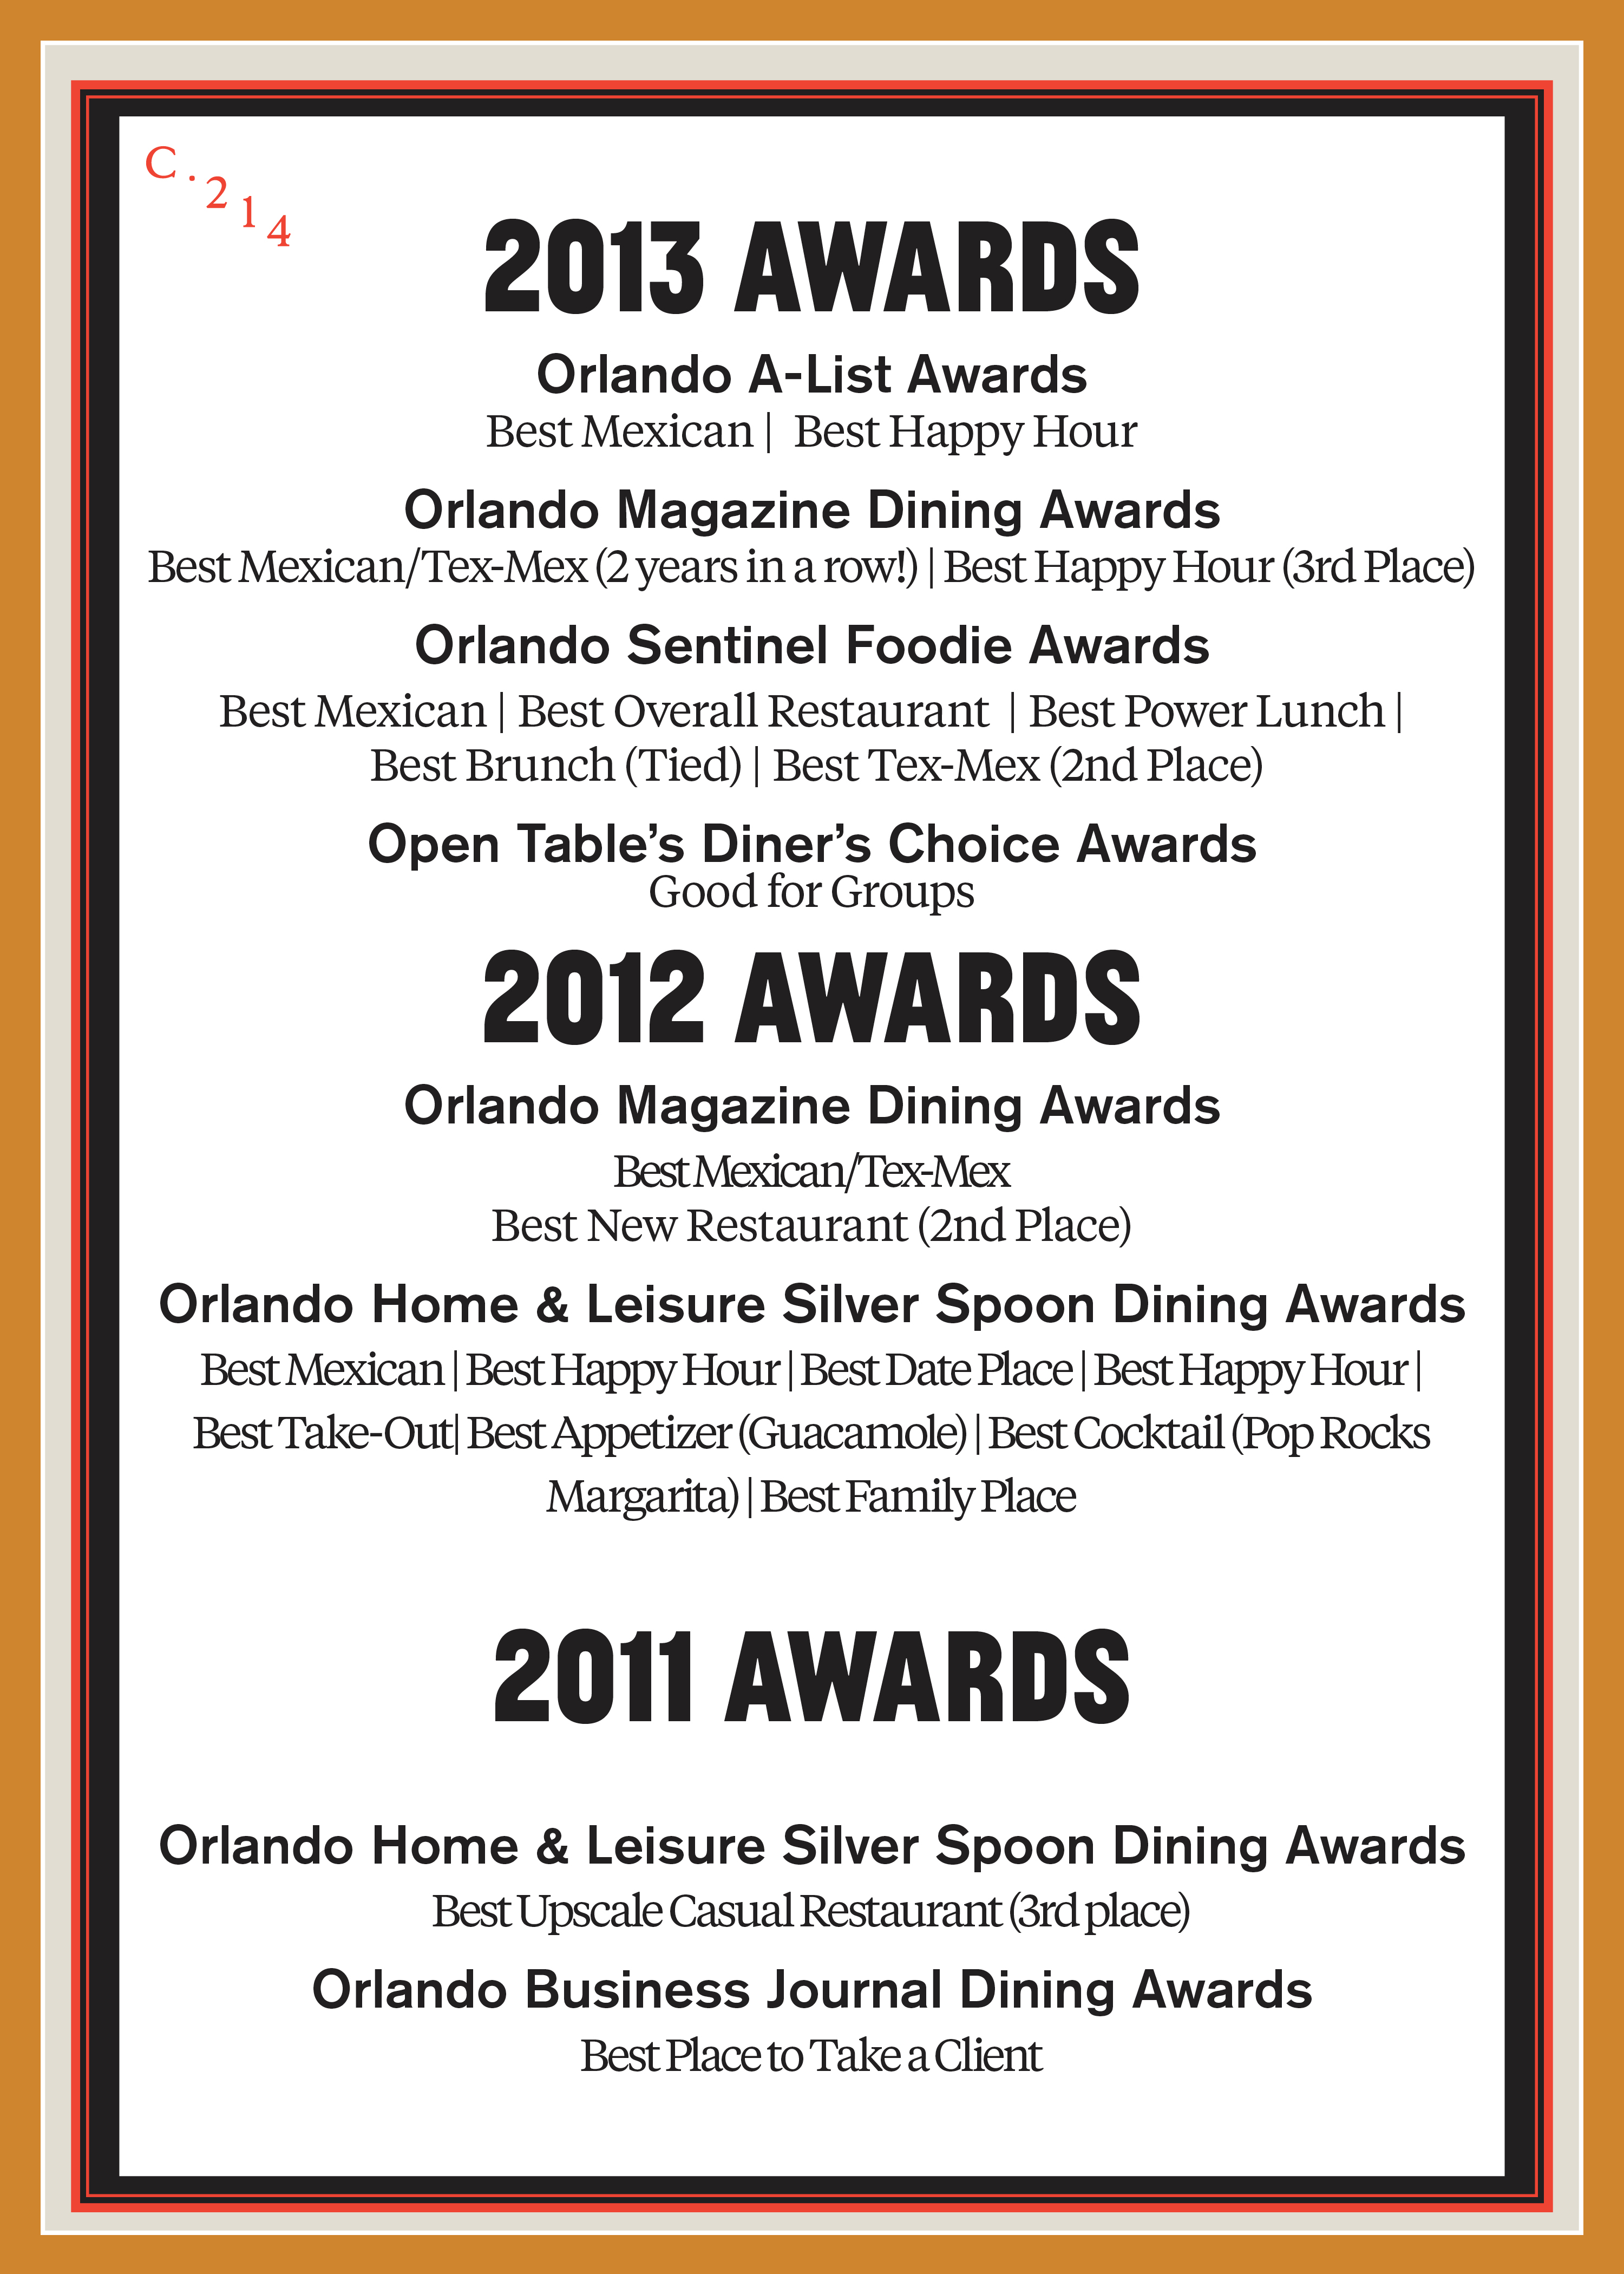 C.214
2013 AWARDS
Orlando A-List Awards
Best Mexican | Best Happy Hour
Orlando Magazine Dining Awards
Best Mexican/Tex-Mex (2 years in a row!) | Best Happy Hour (3rd Place)
Orlando Sentinel Foodie Awards
Best Mexican | Best Overall Restaurant | Best Power Lunch |
Best Brunch (Tied) | Best Tex-Mex (2nd Place)
Open Table’s Diner’s Choice Awards
Good for Groups
2012 AWARDS
Orlando Magazine Dining Awards
Best Mexican/Tex-Mex
Best New Restaurant (2nd Place)
Orlando Home & Leisure Silver Spoon Dining Awards
Best Mexican | Best Happy Hour | Best Date Place | Best Happy Hour |
Best Take-Out| Best Appetizer (Guacamole) | Best Cocktail (Pop Rocks
Margarita) | Best Family Place
2011 AWARDS
Orlando Home & Leisure Silver Spoon Dining Awards
Best Upscale Casual Restaurant (3rd place)
Orlando Business Journal Dining Awards
Best Place to Take a Client